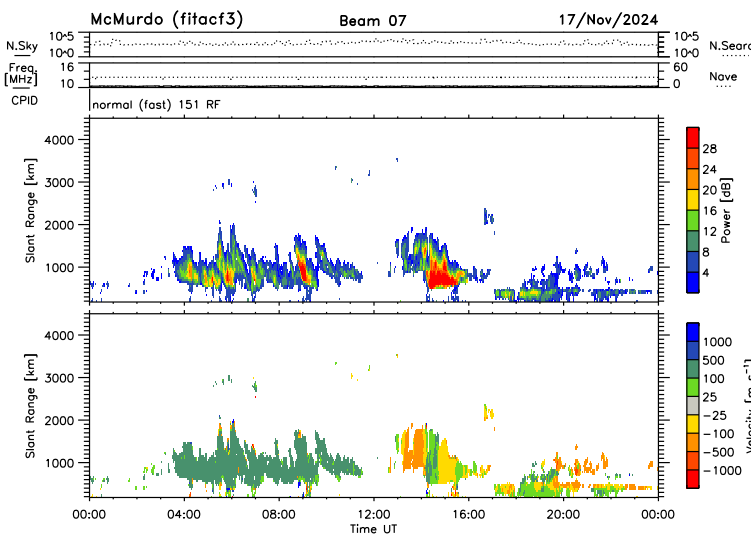 McMurdo (fitacf3) Beam 07 17/Nov/2024
N.Sky 10^5 10^0 10^5 10^0 N.Searc
Freq [MHz] 16 10 60 0 Nave
CPID normal (fast) 151 RF
Slant Range [km] 4000 3000 2000 1000
Power [dB] 28 24 20 16 12 8 4
Slant Range [km] 4000 3000 2000 1000
Velocity [m s^-1] 1000 500 100 25 -25 -100 -500 -1000
00:00 04:00 08:00 12:00 16:00 20:00 00:00
Time UT